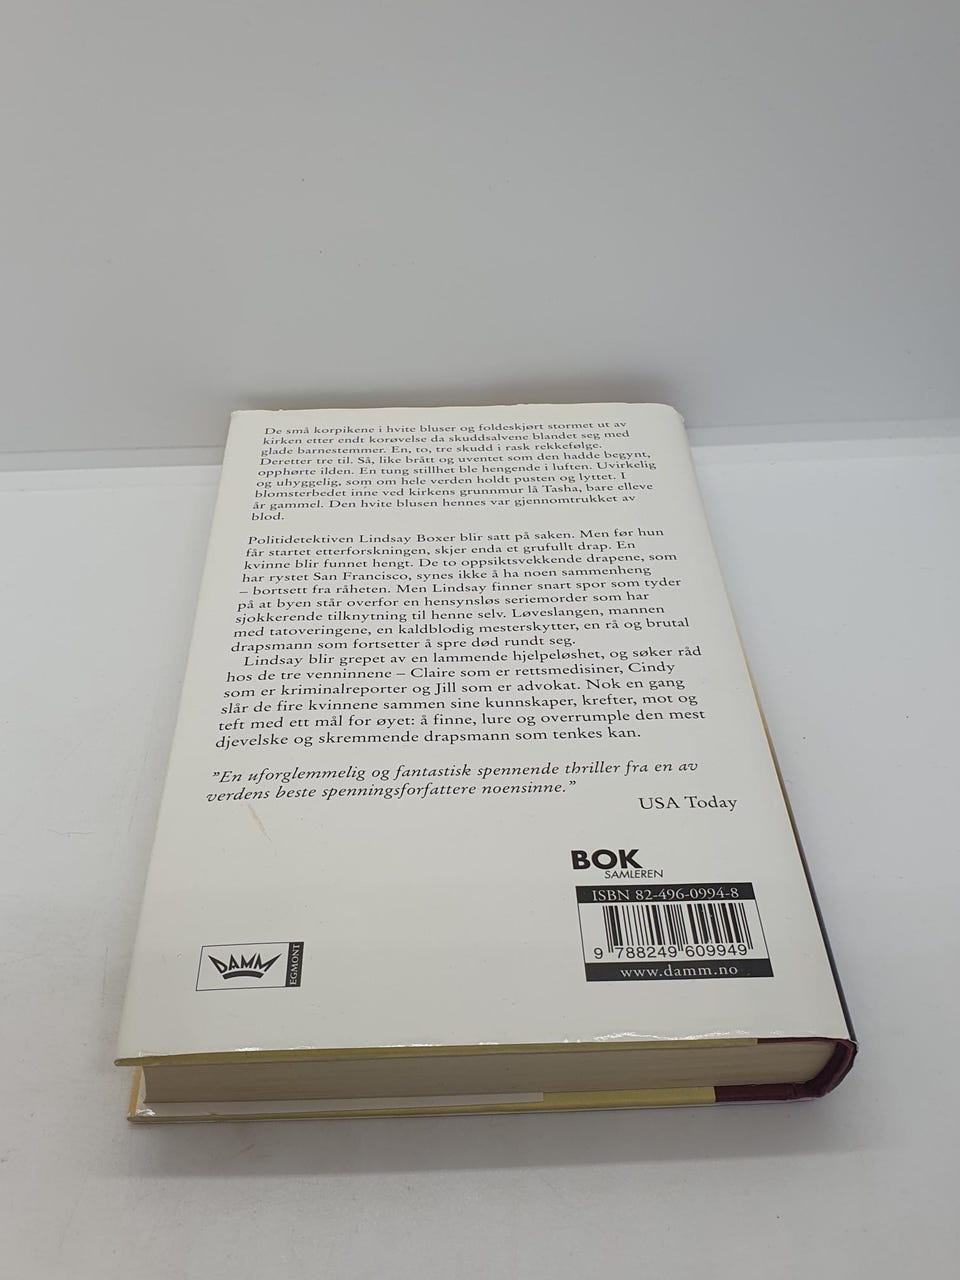 De små korpikene i hvite bluser og foldeskjørt stormet ut av
kirken etter endt korøvelse da skuddsalvene blandet seg med
glade barnestemmer. En, to, tre skudd i rask rekkefølge.
Deretter tre til. Så, like brått og uventet som den hadde begynt,
opphørte ilden. En tung stillhet ble hengende i luften. Uvirkelig
og uhyggelig, som om hele verden holdt pusten og lyttet. I
blomsterbedet inne ved kirkens grunnmur lå Tasha, bare elleve
år gammel. Den hvite blusen hennes var gjennomtrukket av
blod.
Politidetektiven Lindsay Boxer blir satt på saken. Men før hun
får startet etterforskningen, skjer enda et grufullt drap. En
kvinne blir funnet hengt. De to oppsiktsvekkende drapene, som
har rystet San Francisco, synes ikke å ha noen sammenheng
– bortsett fra råheten. Men Lindsay finner snart spor som tyder
på at byen står overfor en hensynsløs seriemorder som har
sjokkerende tilknytning til henne selv. Løveslangen, mannen
med tatoveringene, en kaldblodig mesterskytter, en rå og brutal
drapsmann som fortsetter å spre død rundt seg.
Lindsay blir grepet av en lammende hjelpeløshet, og søker råd
hos de tre venninnene – Claire som er rettsmedisiner, Cindy
som er kriminalreporter og Jill som er advokat. Nok en gang
slår de fire kvinnene sammen sine kunnskaper, krefter, mot og
teft med ett mål for øyet: å finne, lure og overrumple den mest
djevelske og skremmende drapsmann som tenkes kan.
"En uforglemmelig og fantastisk spennende thriller fra en av
verdens beste spenningsforfattere noensinne."
USA Today
BOK
SAMLEREN
ISBN 82-496-0994-8
9 788249 609949
www.damm.no
DAMM
EGMONT